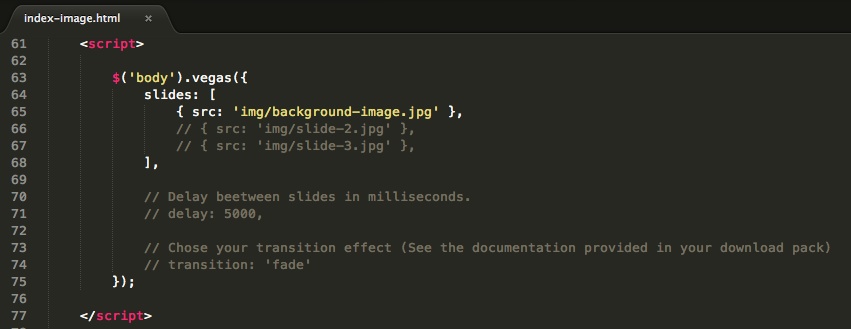 index-image.html ×
61 <script>
62
63 $('body').vegas({
64 slides: [
65 { src: 'img/background-image.jpg' },
66 // { src: 'img/slide-2.jpg' },
67 // { src: 'img/slide-3.jpg' },
68 ],
69
70 // Delay beetween slides in milliseconds.
71 // delay: 5000,
72
73 // Chose your transition effect (See the documentation provided in your download pack)
74 // transition: 'fade'
75 });
76
77 </script>